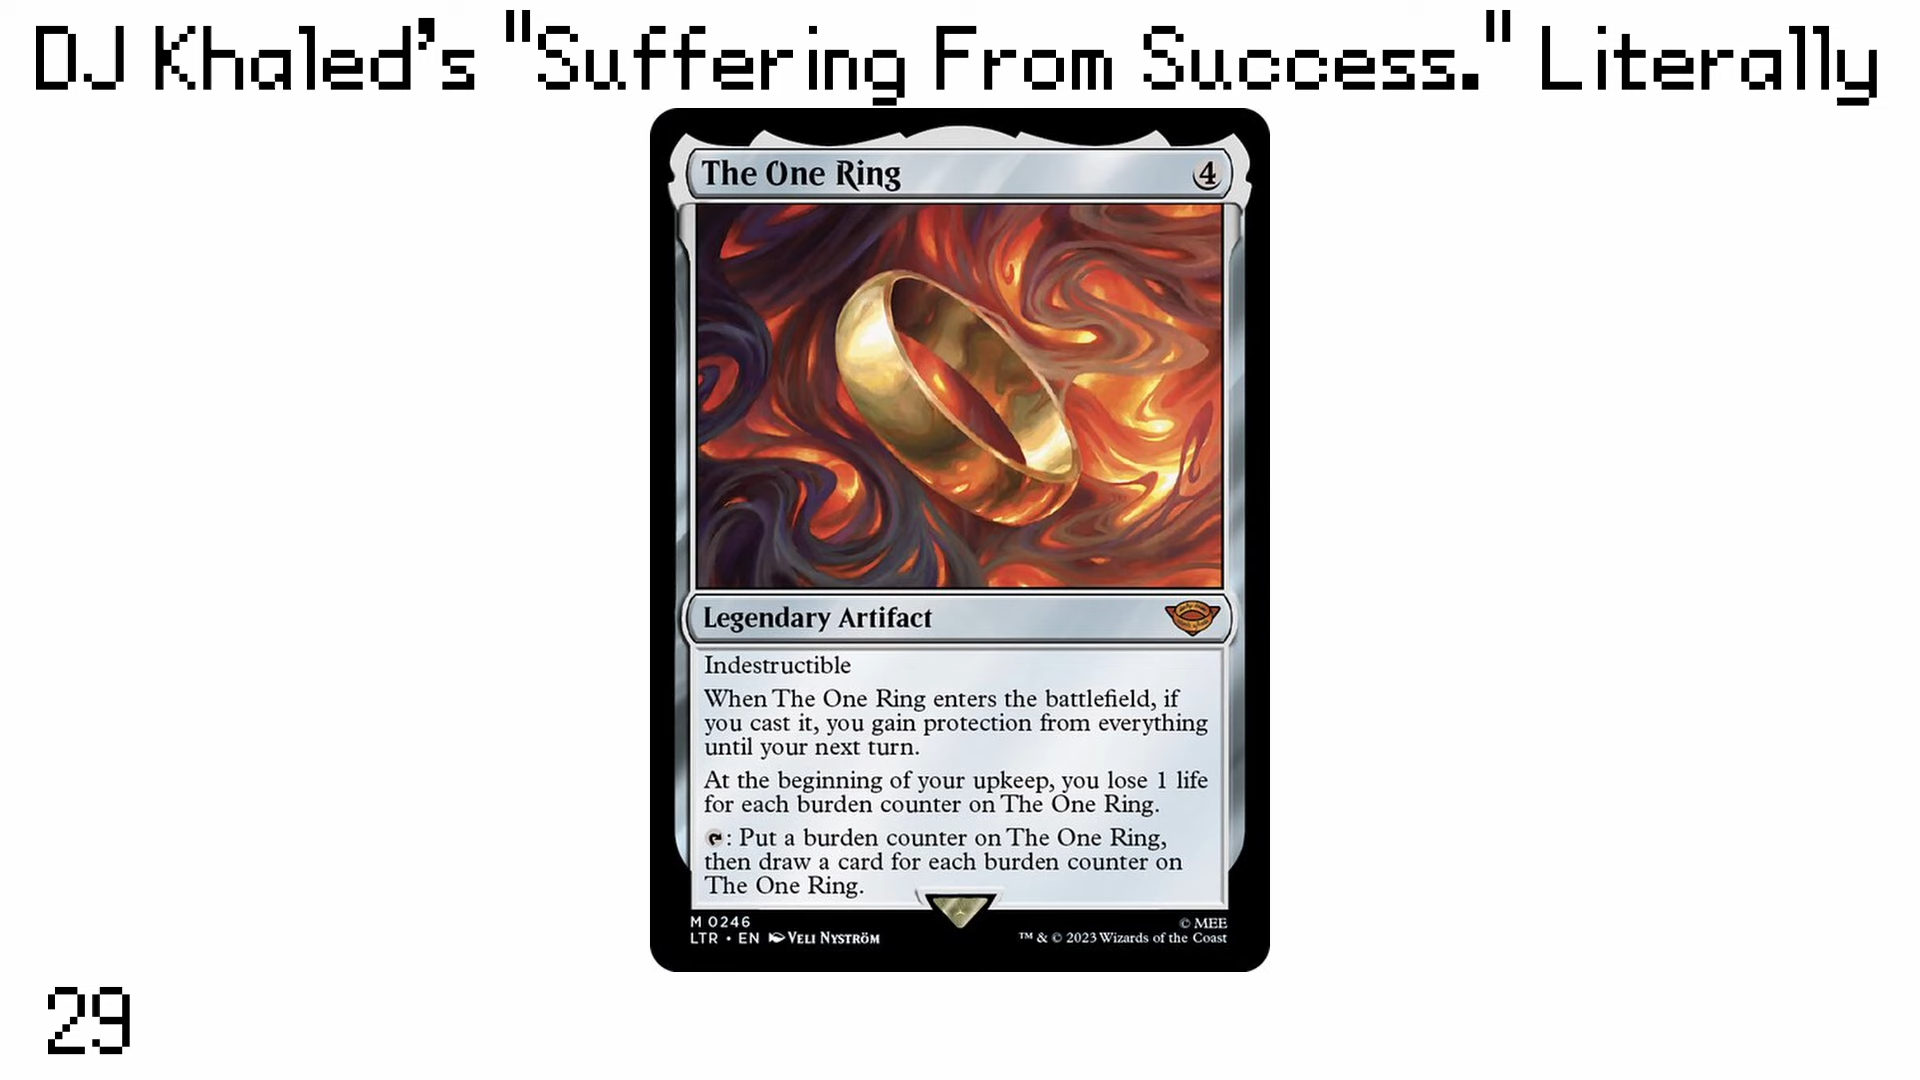 DJ Khaled's "Suffering From Success." Literally
The One Ring 4
Legendary Artifact
Indestructible
When The One Ring enters the battlefield, if
you cast it, you gain protection from everything
until your next turn.
At the beginning of your upkeep, you lose 1 life
for each burden counter on The One Ring.
: Put a burden counter on The One Ring,
then draw a card for each burden counter on
The One Ring.
M 0246
© MEE
LTR • EN VELI NYSTRÖM
™ & © 2023 Wizards of the Coast
29